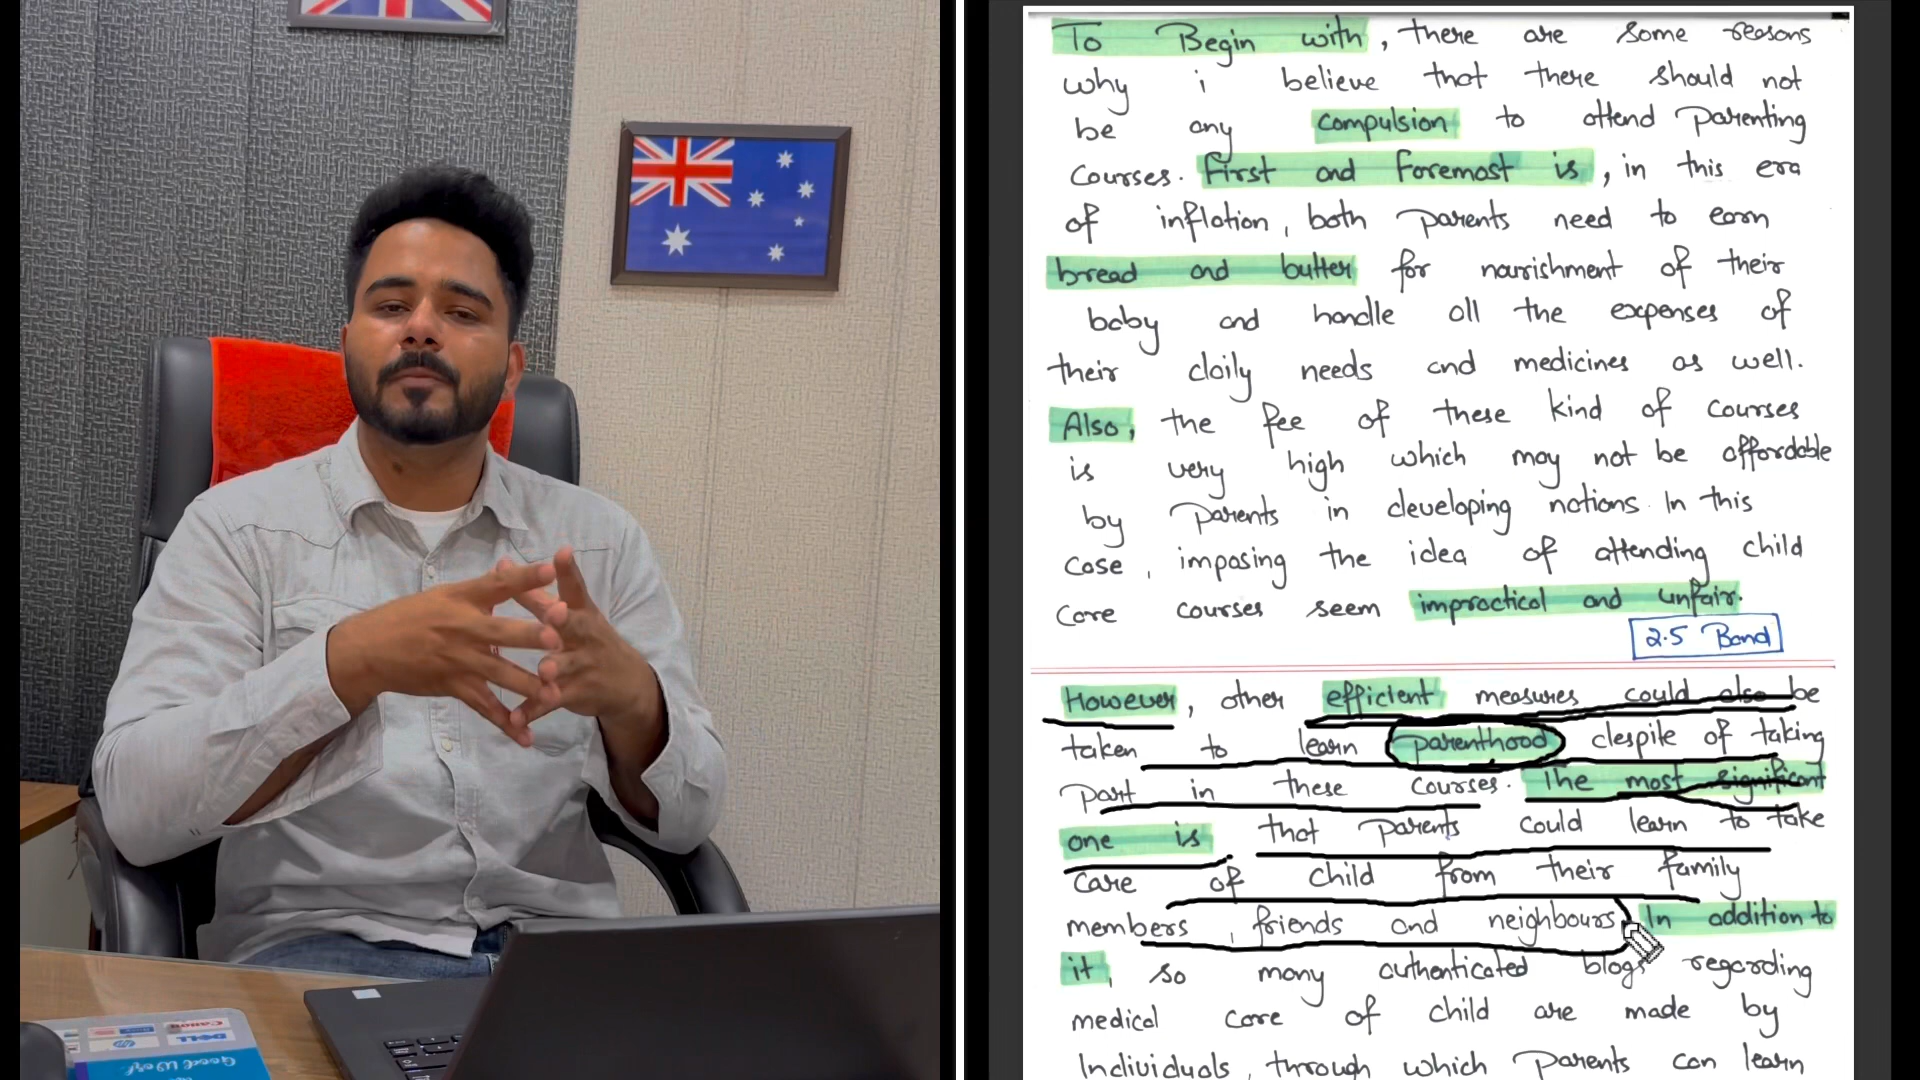 To Begin with, there are some reasons
why i believe that there should not
be any compulsion to attend parenting
courses. First and foremost is, in this era
of inflation, both parents need to earn
bread and butter for nourishment of their
baby and handle all the expenses of
their daily needs and medicines as well.
Also, the fee of these kind of courses
is very high which may not be affordable
by parents in developing nations. In this
case, imposing the idea of attending child
care courses seem impractical and unfair.
2.5 Band
However, other efficient measures could also be
taken to learn parenthood despite of taking
part in these courses. The most significant
one is that parents could learn to take
care of child from their family
members, friends and neighbours. In addition to
it, so many authenticated blogs regarding
medical care of child are made by
Individuals, through which parents can learn
Canon
DELL
hp
Good Work